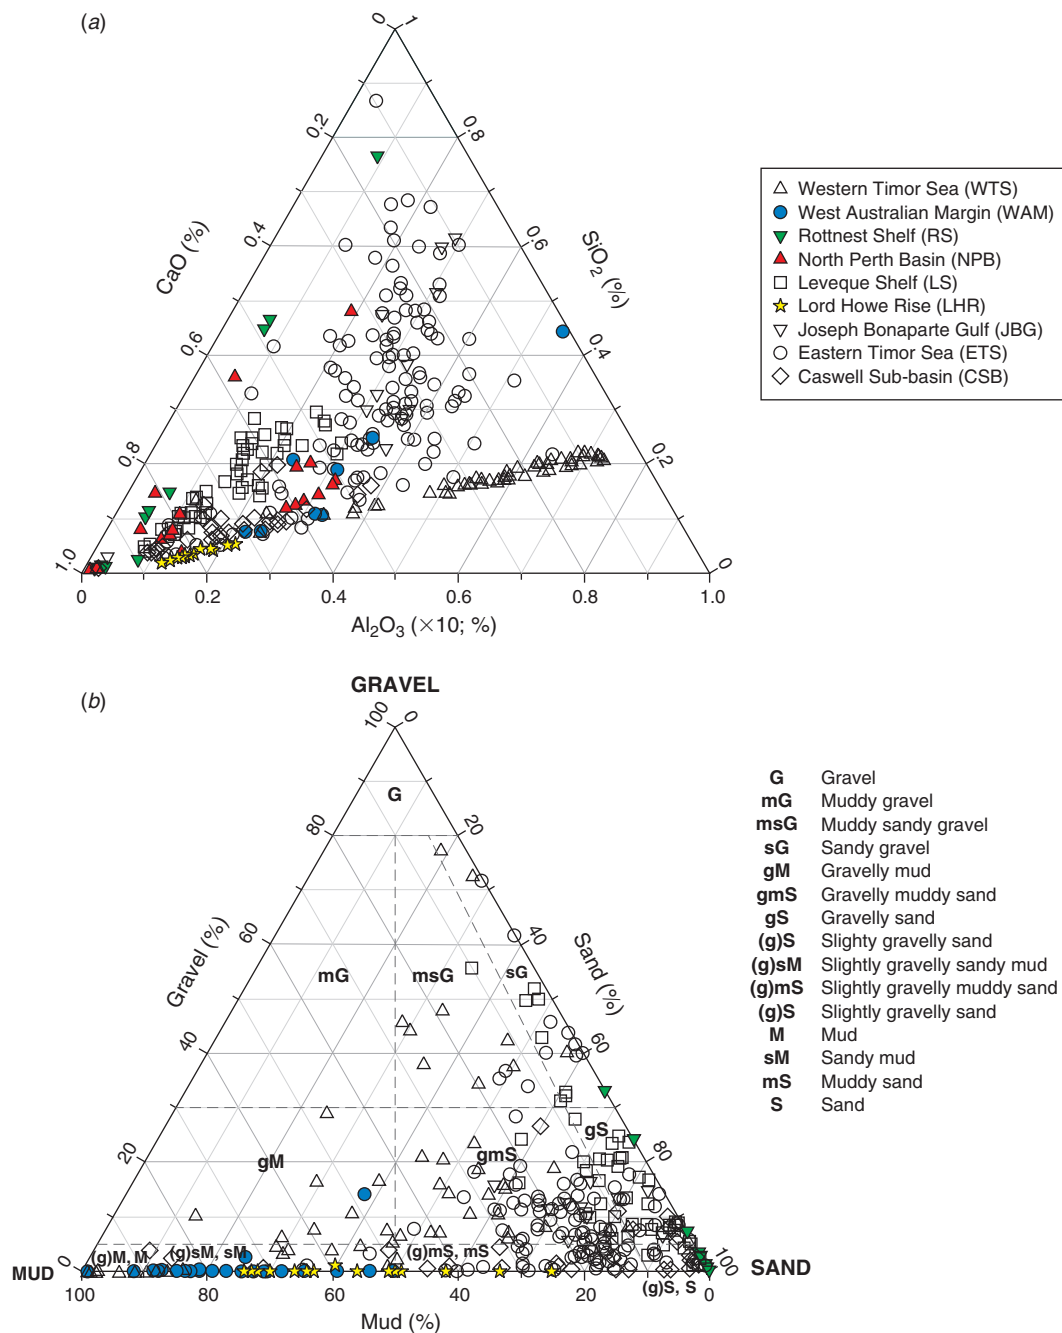 (a)
0
1
0.2
0.8
0.4
0.6
CaO (%)
SiO2 (%)
0.6
0.4
0.8
0.2
1.0
0
0
0.2
0.4
0.6
0.8
1.0
Al2O3 (×10; %)
Western Timor Sea (WTS)
West Australian Margin (WAM)
Rottnest Shelf (RS)
North Perth Basin (NPB)
Leveque Shelf (LS)
Lord Howe Rise (LHR)
Joseph Bonaparte Gulf (JBG)
Eastern Timor Sea (ETS)
Caswell Sub-basin (CSB)
(b)
GRAVEL
100
0
G
80
20
60
40
Gravel (%)
Sand (%)
mG
msG
sG
40
60
gS
20
80
gM
gmS
0
100
(g)M, M
(g)sM, sM
(g)mS, mS
(g)S, S
MUD
SAND
100
80
60
40
20
0
Mud (%)
G Gravel
mG Muddy gravel
msG Muddy sandy gravel
sG Sandy gravel
gM Gravelly mud
gmS Gravelly muddy sand
gS Gravelly sand
(g)S Slighty gravelly sand
(g)sM Slightly gravelly sandy mud
(g)mS Slightly gravelly muddy sand
(g)S Slightly gravelly sand
M Mud
sM Sandy mud
mS Muddy sand
S Sand